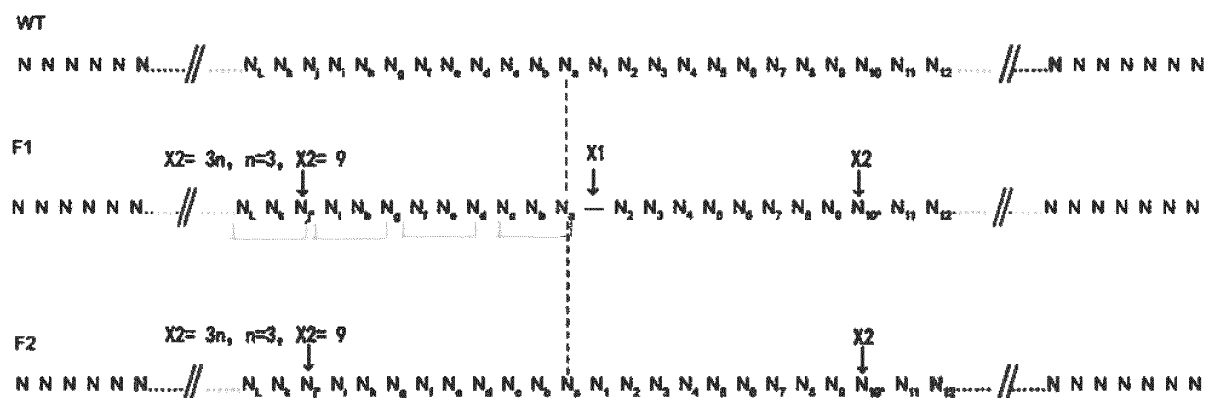 WT
N N N N N N...... // ......N_L N_k N_j N_i N_h N_g N_f N_e N_d N_c N_b N_a N_1 N_2 N_3 N_4 N_5 N_6 N_7 N_8 N_9 N_10 N_11 N_12...... // ......N N N N N N N
F1
X2= 3n, n=3, X2= 9
X1
X2
N N N N N N...... // ......N_L N_k N_j* N_i N_h N_g N_f N_e N_d N_c N_b N_a — N_2 N_3 N_4 N_5 N_6 N_7 N_8 N_9 N_10* N_11 N_12...... // ...... N N N N N N N
F2
X2= 3n, n=3, X2= 9
X2
N N N N N N...... // ......N_L N_k N_j* N_i N_h N_g N_f N_e N_d N_c N_b N_a N_1 N_2 N_3 N_4 N_5 N_6 N_7 N_8 N_9 N_10* N_11 N_12...... // ......N N N N N N N